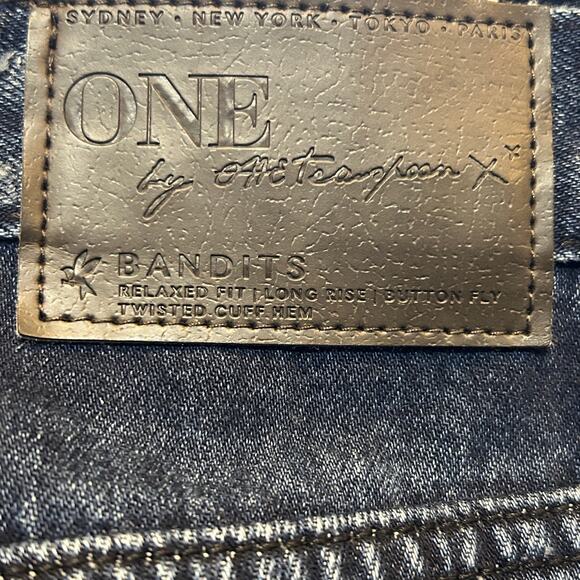 SYDNEY • NEW YORK • TOKYO • PARIS
ONE
by oneteaspoon X x
BANDITS
RELAXED FIT | LONG RISE | BUTTON FLY
TWISTED CUFF HEM